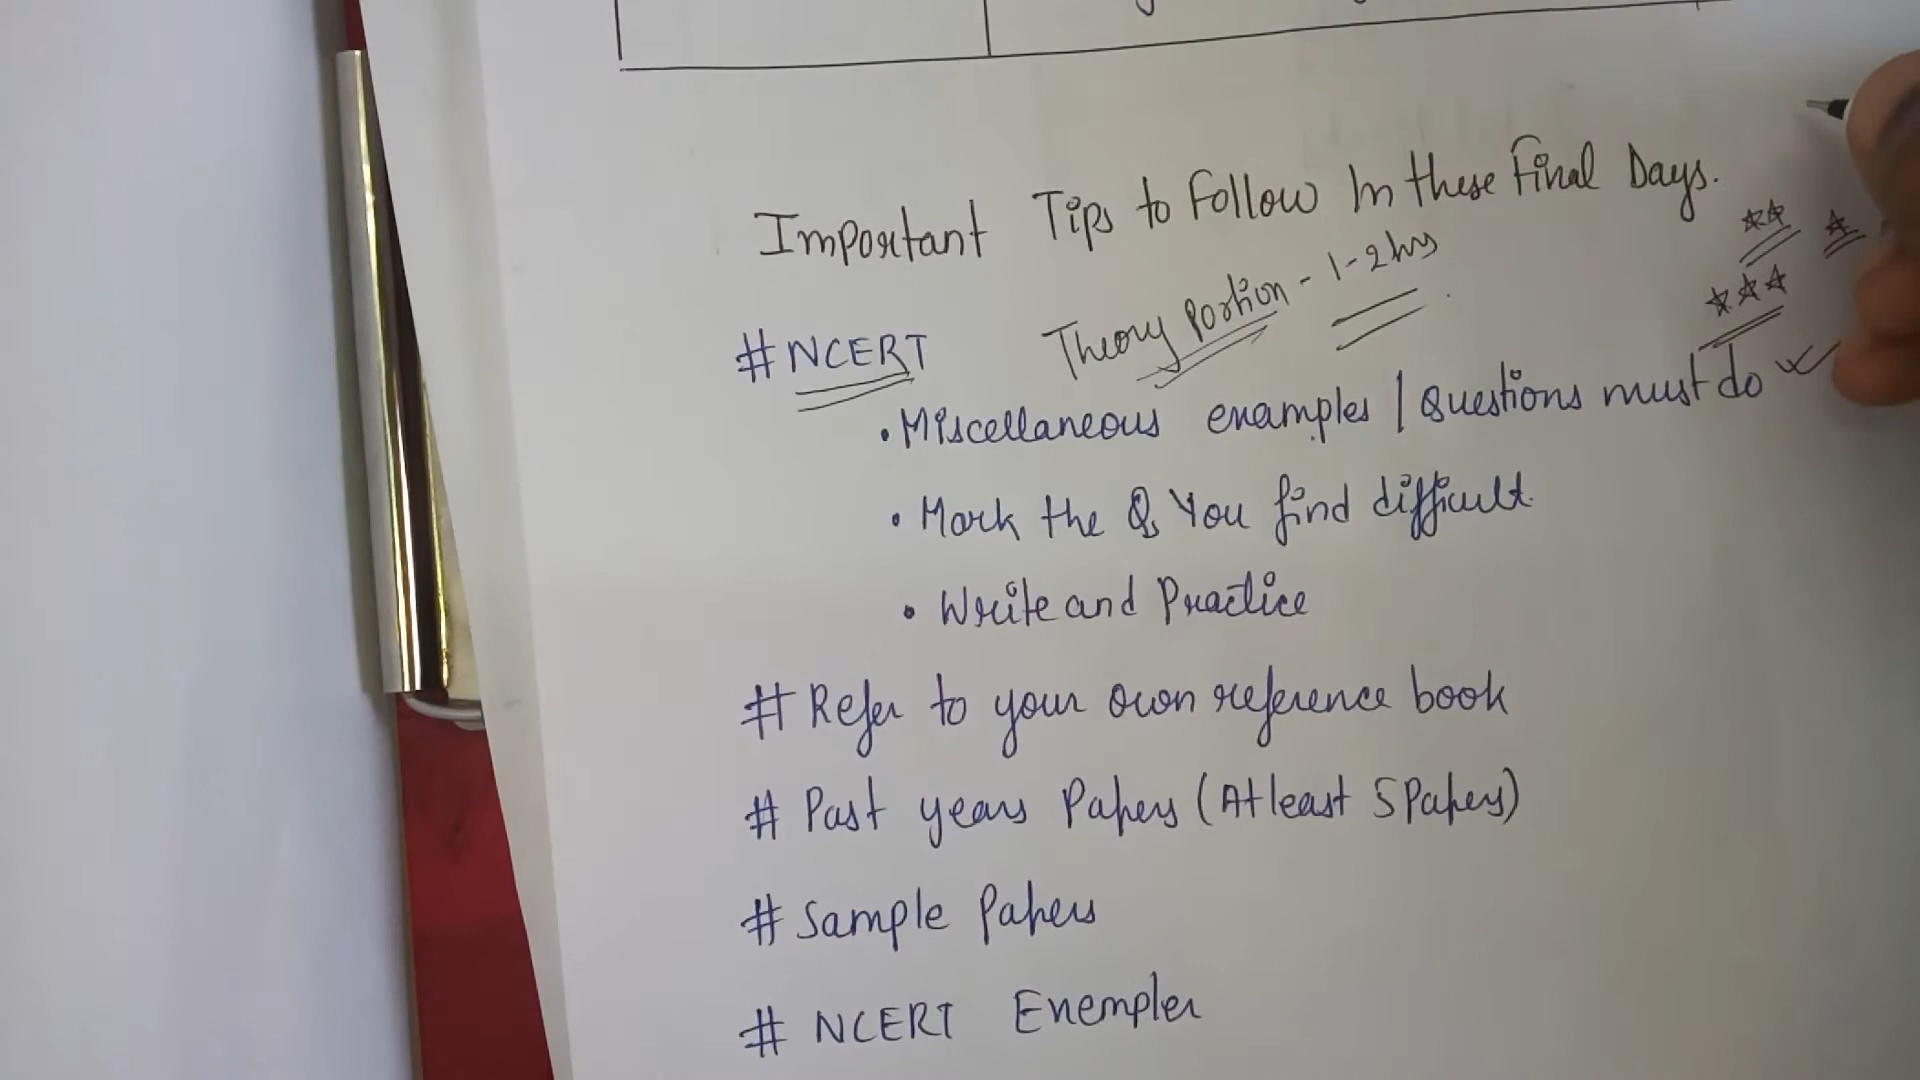 Important Tips to Follow In these Final Days.
Theory Portion - 1-2 hrs
#NCERT
• Miscellaneous examples / Questions must do
• Mark the Qs You find difficult.
• Write and Practice
# Refer to your own reference book
# Past years Papers (Atleast 5 Papers)
# Sample Papers
# NCERT Exempler